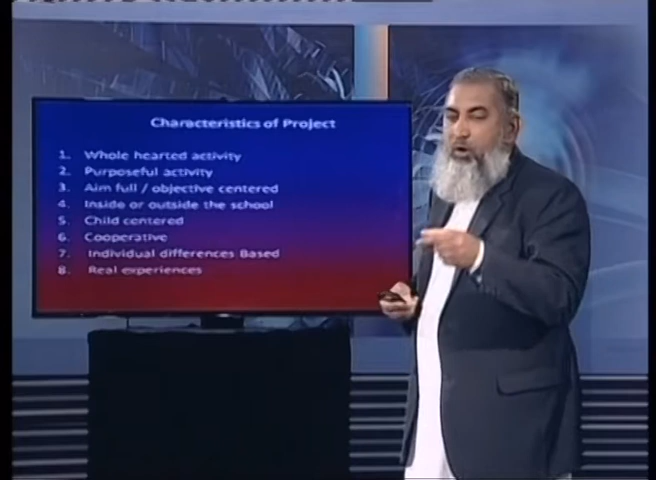 Characteristics of Project
1. Whole hearted activity
2. Purposeful activity
3. Aim full / objective centered
4. Inside or outside the school
5. Child centered
6. Cooperative
7. Individual differences Based
8. Real experiences